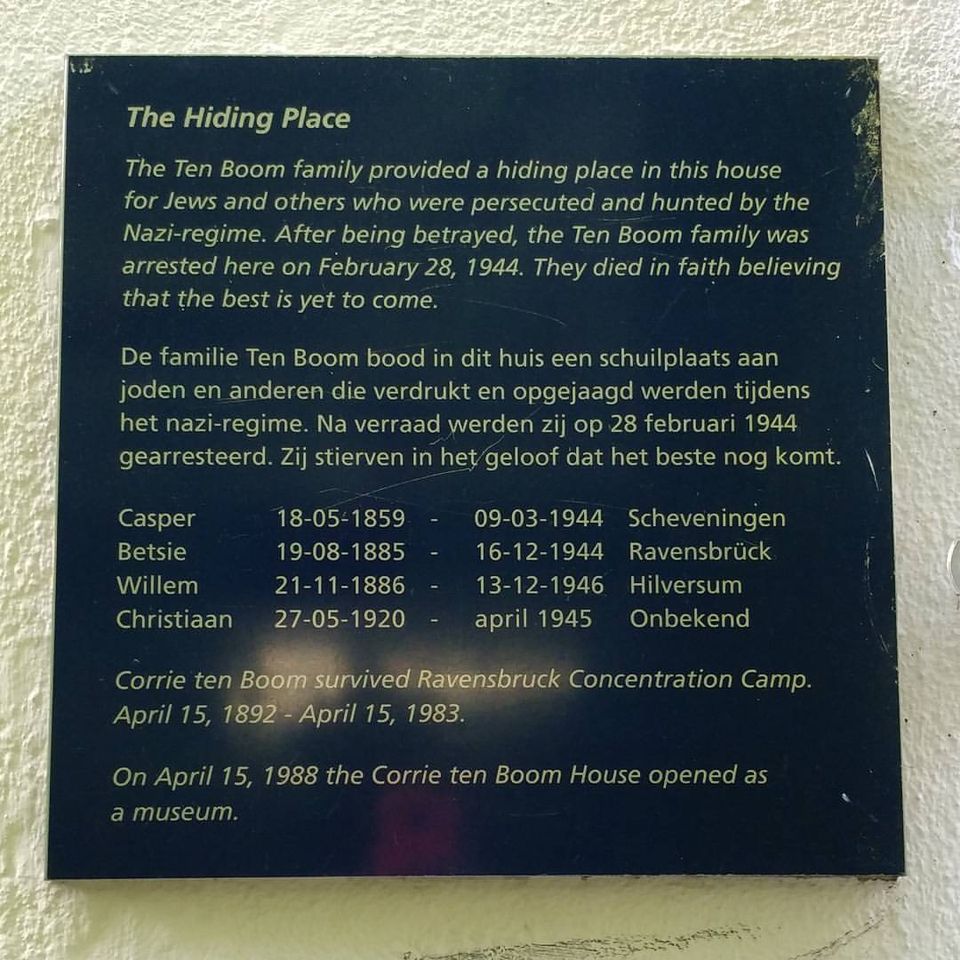 The Hiding Place
The Ten Boom family provided a hiding place in this house
for Jews and others who were persecuted and hunted by the
Nazi-regime. After being betrayed, the Ten Boom family was
arrested here on February 28, 1944. They died in faith believing
that the best is yet to come.
De familie Ten Boom bood in dit huis een schuilplaats aan
joden en anderen die verdrukt en opgejaagd werden tijdens
het nazi-regime. Na verraad werden zij op 28 februari 1944
gearresteerd. Zij stierven in het geloof dat het beste nog komt.
Casper 18-05-1859 - 09-03-1944 Scheveningen
Betsie 19-08-1885 - 16-12-1944 Ravensbrück
Willem 21-11-1886 - 13-12-1946 Hilversum
Christiaan 27-05-1920 - april 1945 Onbekend
Corrie ten Boom survived Ravensbruck Concentration Camp.
April 15, 1892 - April 15, 1983.
On April 15, 1988 the Corrie ten Boom House opened as
a museum.